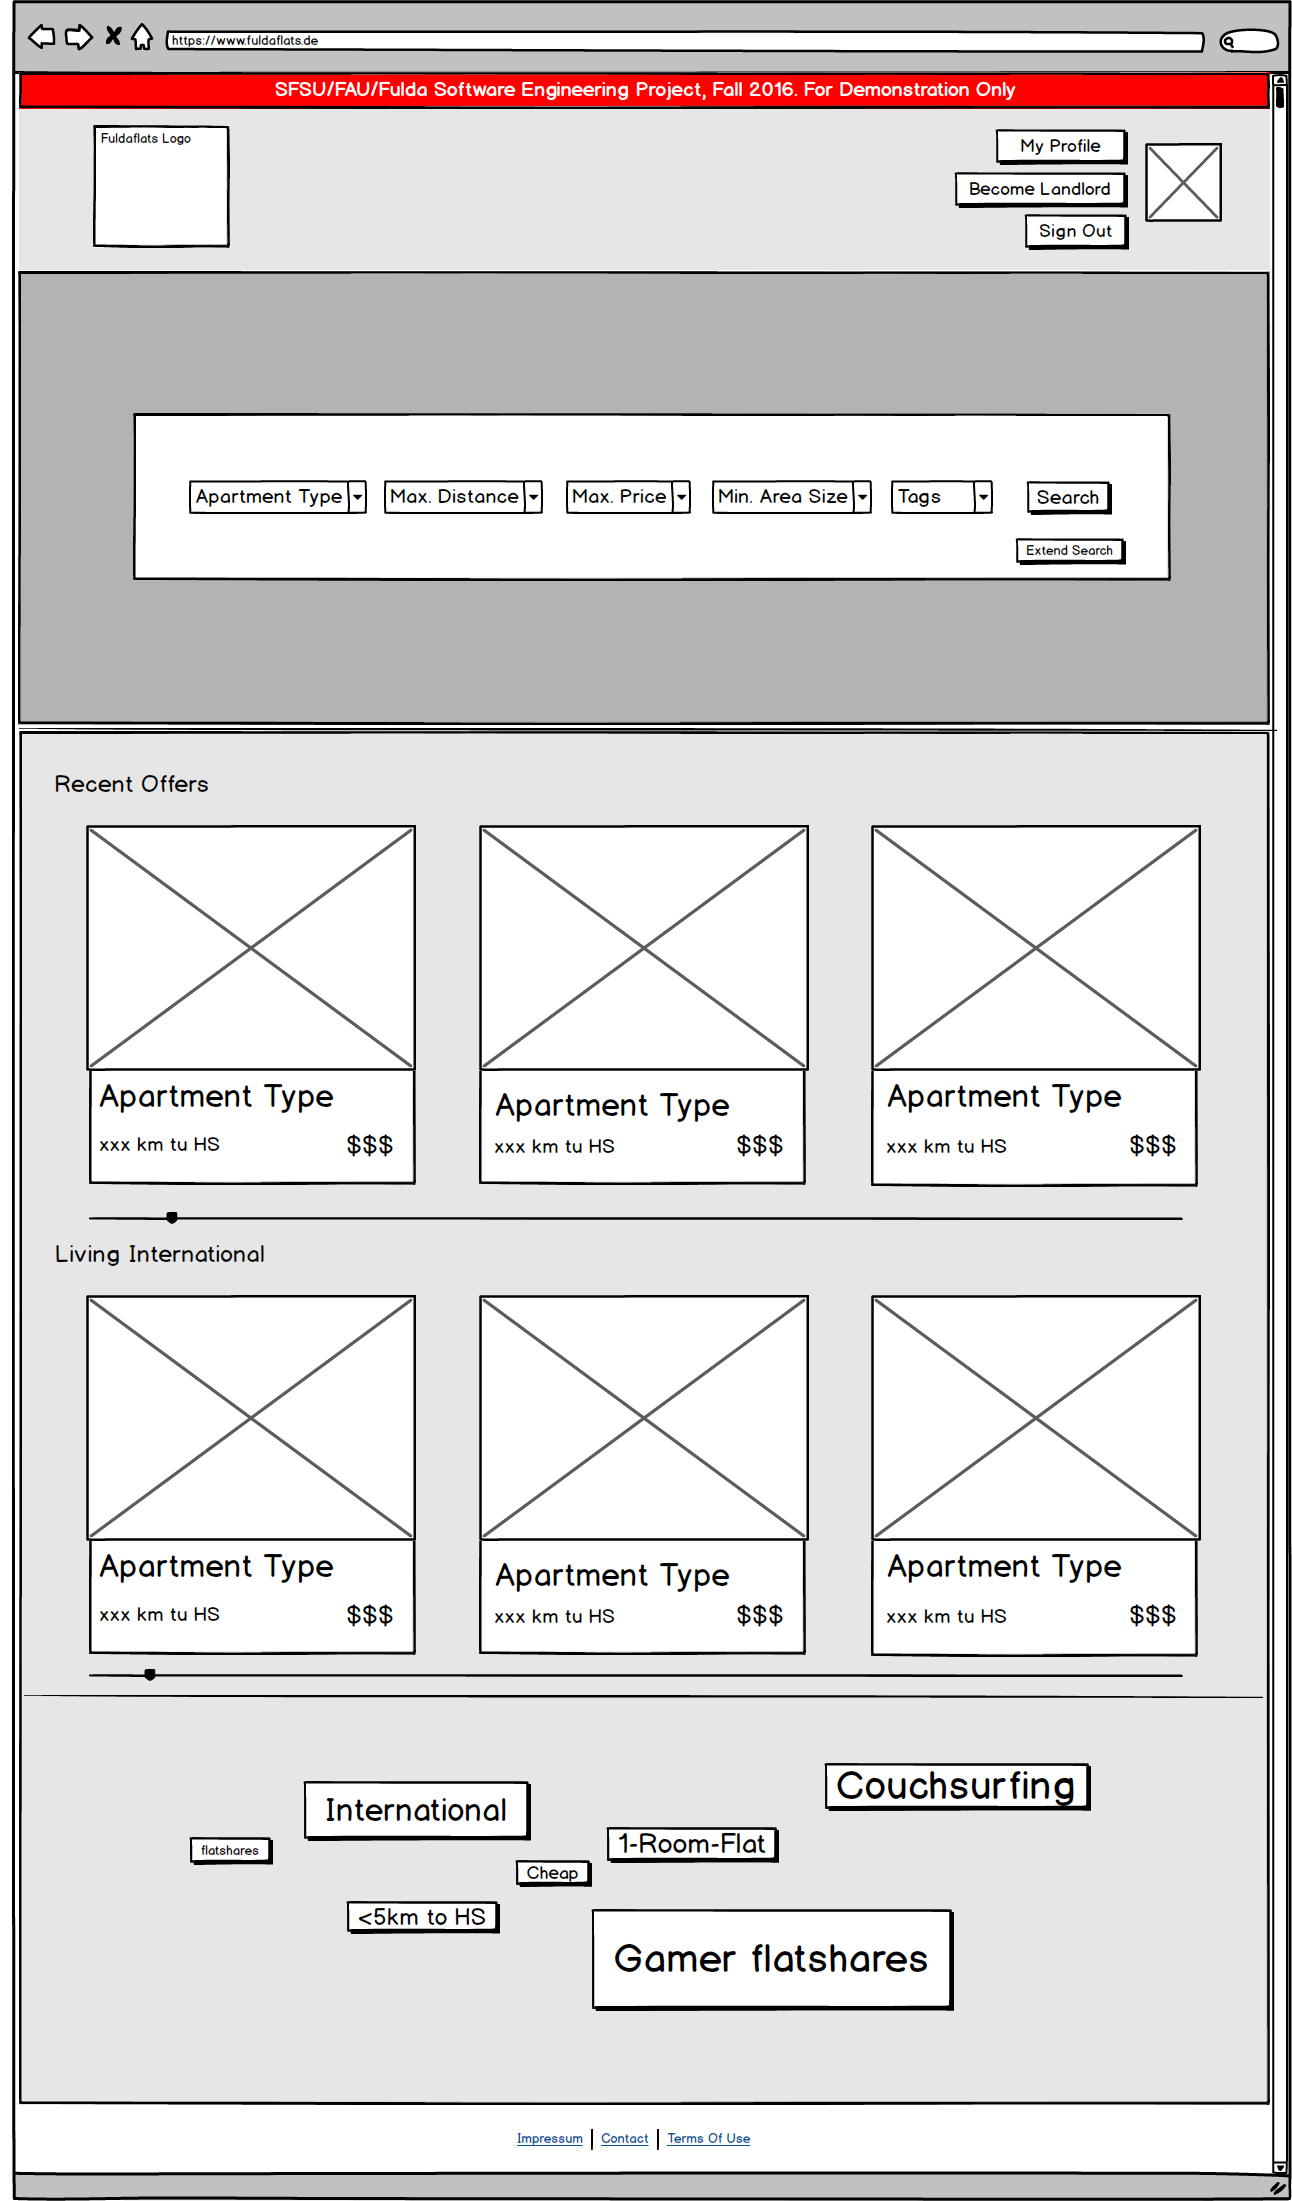 https://www.fuldaflats.de
SFSU/FAU/Fulda Software Engineering Project, Fall 2016. For Demonstration Only
Fuldaflats Logo
My Profile
Become Landlord
Sign Out
Apartment Type Max. Distance Max. Price Min. Area Size Tags Search
Extend Search
Recent Offers
Apartment Type Apartment Type Apartment Type
xxx km tu HS $$$ xxx km tu HS $$$ xxx km tu HS $$$
Living International
Apartment Type Apartment Type Apartment Type
xxx km tu HS $$$ xxx km tu HS $$$ xxx km tu HS $$$
Couchsurfing
International
1-Room-Flat
flatshares
Cheap
<5km to HS
Gamer flatshares
Impressum Contact Terms Of Use